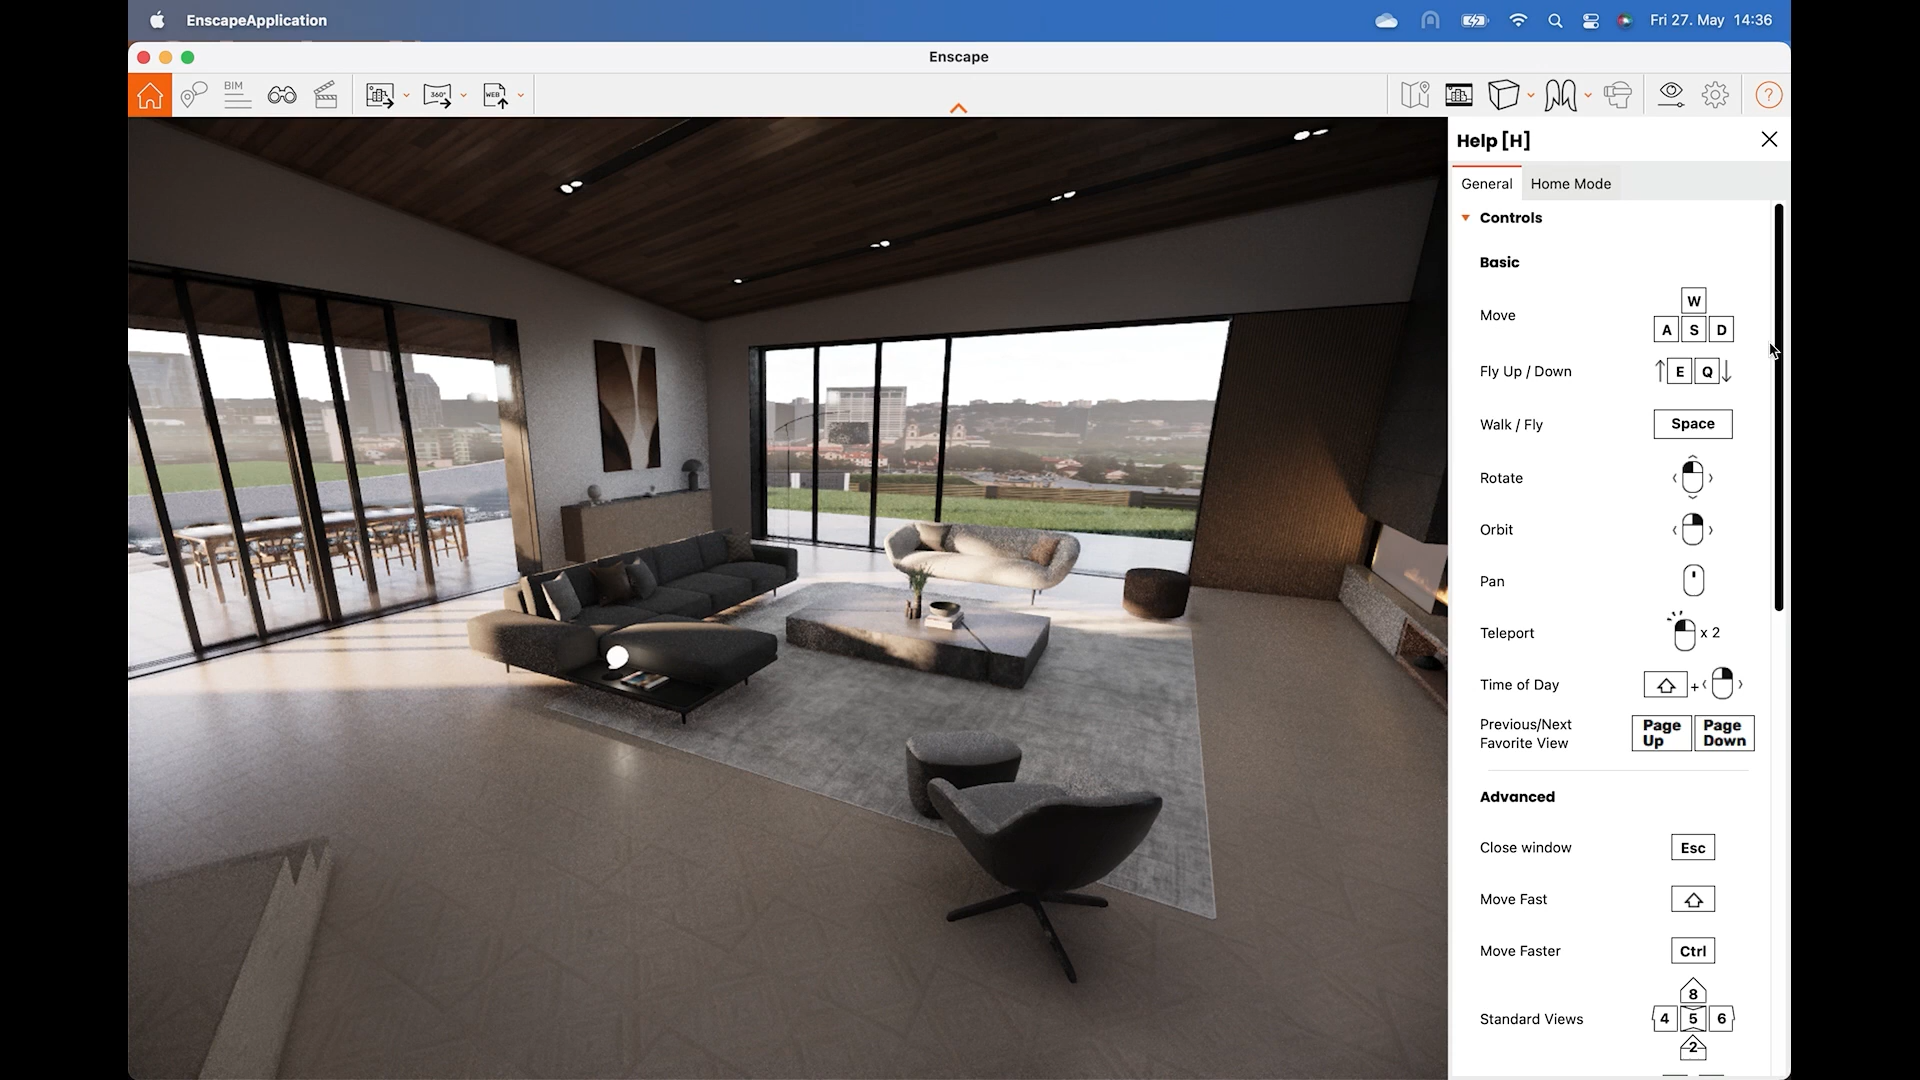 EnscapeApplication
Fri 27. May 14:36
Enscape
BIM
360°
WEB
?
Help [H]
General
Home Mode
Controls
Basic
Move
W
A S D
Fly Up / Down
E Q
Walk / Fly
Space
Rotate
Orbit
Pan
Teleport
x 2
Time of Day
+
Previous/Next
Favorite View
Page Up
Page Down
Advanced
Close window
Esc
Move Fast
Move Faster
Ctrl
Standard Views
8
4 5 6
2